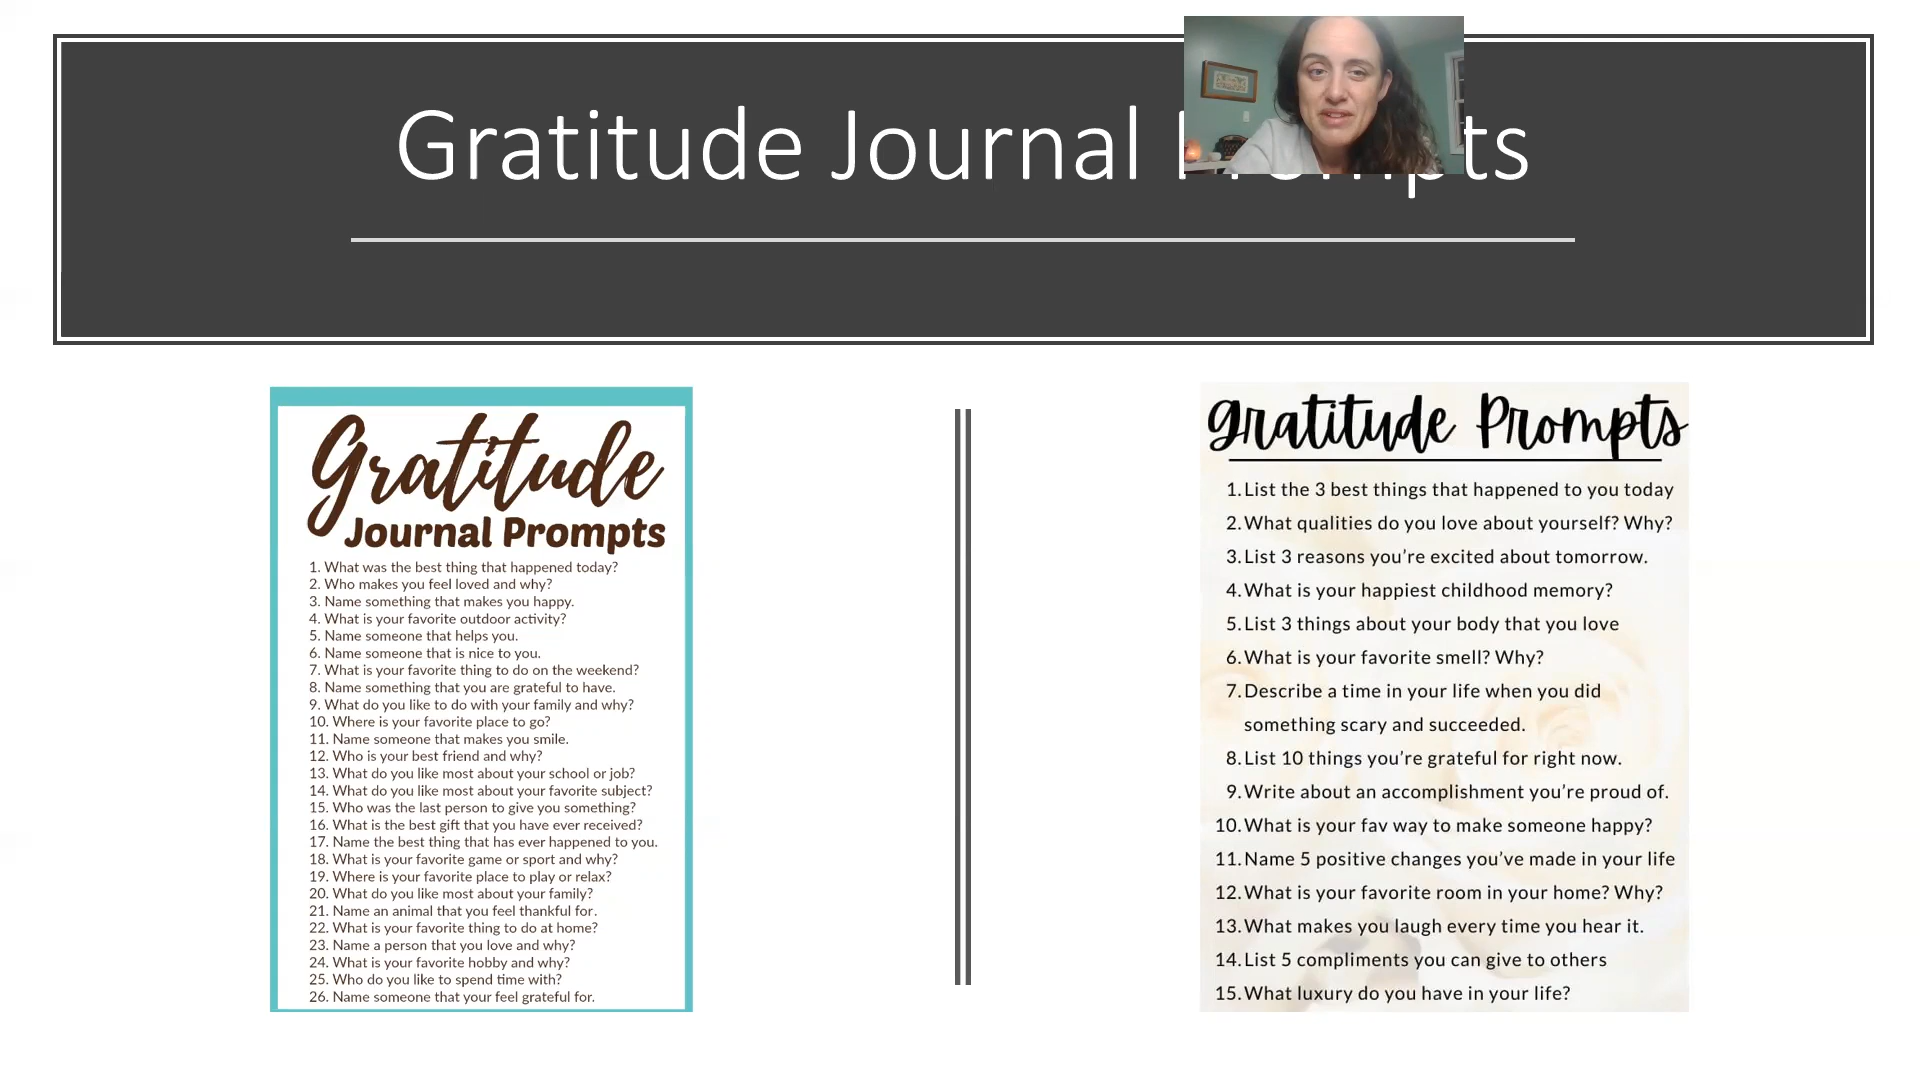 Gratitude Journal Prompts
Gratitude
Journal Prompts
1. What was the best thing that happened today?
2. Who makes you feel loved and why?
3. Name something that makes you happy.
4. What is your favorite outdoor activity?
5. Name someone that helps you.
6. Name someone that is nice to you.
7. What is your favorite thing to do on the weekend?
8. Name something that you are grateful to have.
9. What do you like to do with your family and why?
10. Where is your favorite place to go?
11. Name someone that makes you smile.
12. Who is your best friend and why?
13. What do you like most about your school or job?
14. What do you like most about your favorite subject?
15. Who was the last person to give you something?
16. What is the best gift that you have ever received?
17. Name the best thing that has ever happened to you.
18. What is your favorite game or sport and why?
19. Where is your favorite place to play or relax?
20. What do you like most about your family?
21. Name an animal that you feel thankful for.
22. What is your favorite thing to do at home?
23. Name a person that you love and why?
24. What is your favorite hobby and why?
25. Who do you like to spend time with?
26. Name someone that your feel grateful for.
gratitude Prompts
1. List the 3 best things that happened to you today
2. What qualities do you love about yourself? Why?
3. List 3 reasons you're excited about tomorrow.
4. What is your happiest childhood memory?
5. List 3 things about your body that you love
6. What is your favorite smell? Why?
7. Describe a time in your life when you did
something scary and succeeded.
8. List 10 things you're grateful for right now.
9. Write about an accomplishment you're proud of.
10. What is your fav way to make someone happy?
11. Name 5 positive changes you've made in your life
12. What is your favorite room in your home? Why?
13. What makes you laugh every time you hear it.
14. List 5 compliments you can give to others
15. What luxury do you have in your life?